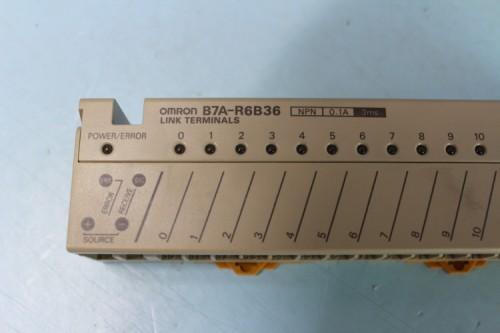 OMRON B7A-R6B36 NPN 0.1A 3ms
LINK TERMINALS
POWER/ERROR 0 1 2 3 4 5 6 7 8 9 10
ERROR
RECEIVE
+ -
SOURCE
0 1 2 3 4 5 6 7 8 9 10